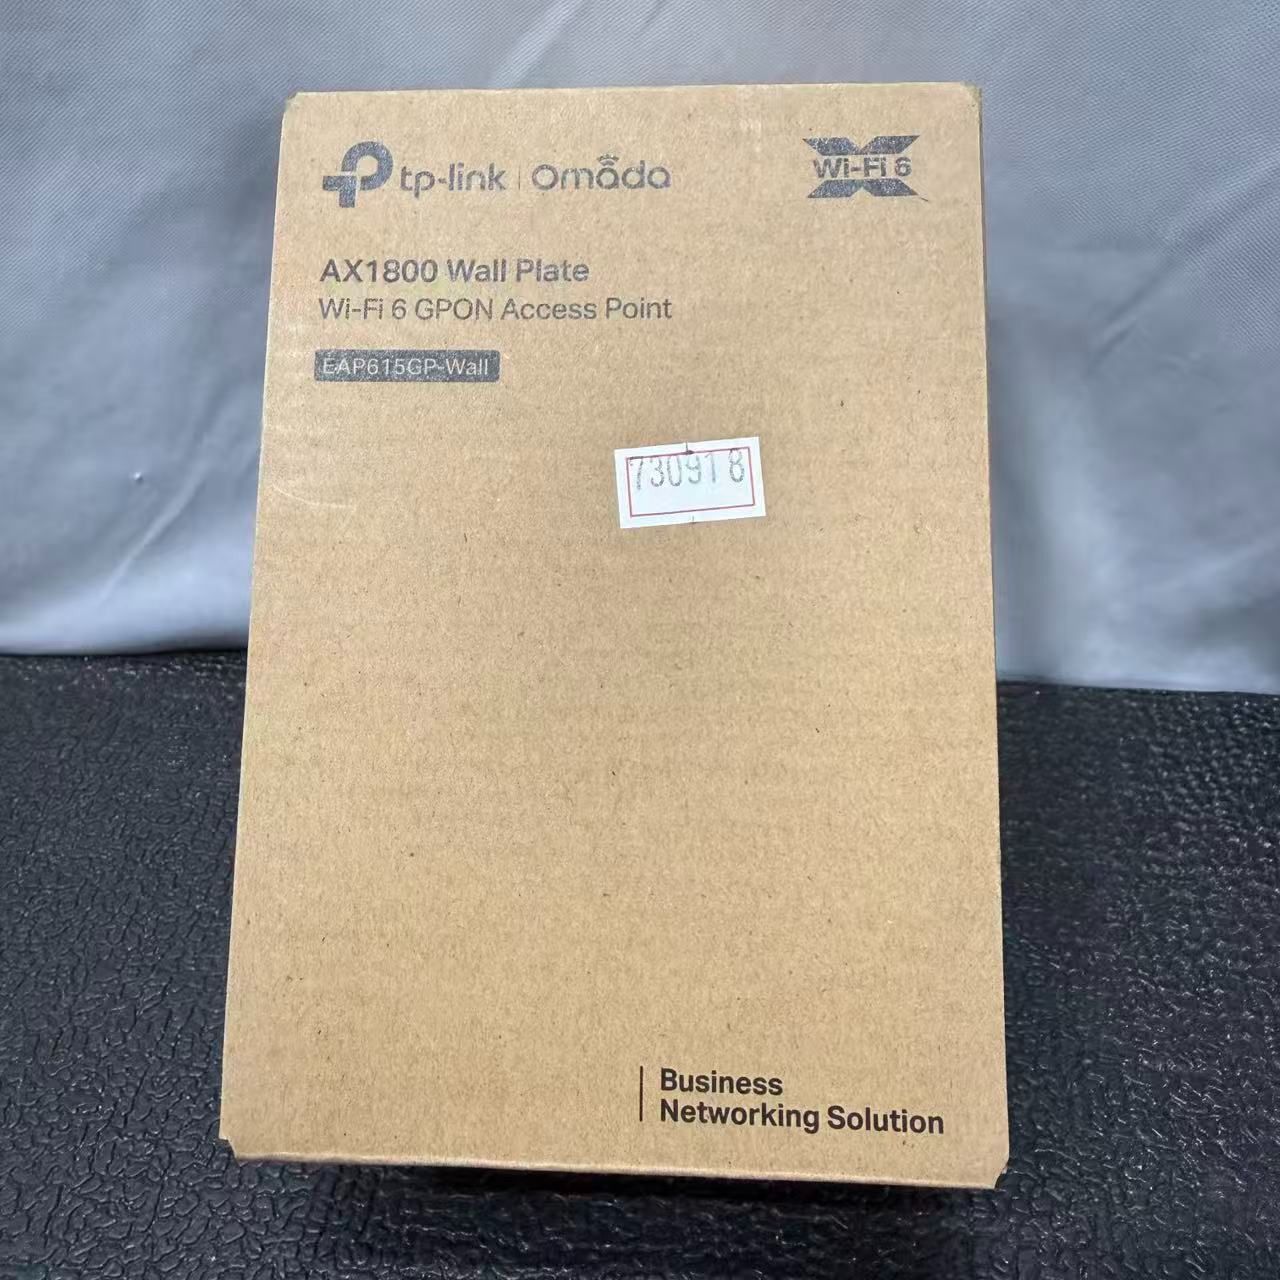 tp-link | Omada
Wi-Fi 6
AX1800 Wall Plate
Wi-Fi 6 GPON Access Point
EAP615GP-Wall
730918
Business
Networking Solution